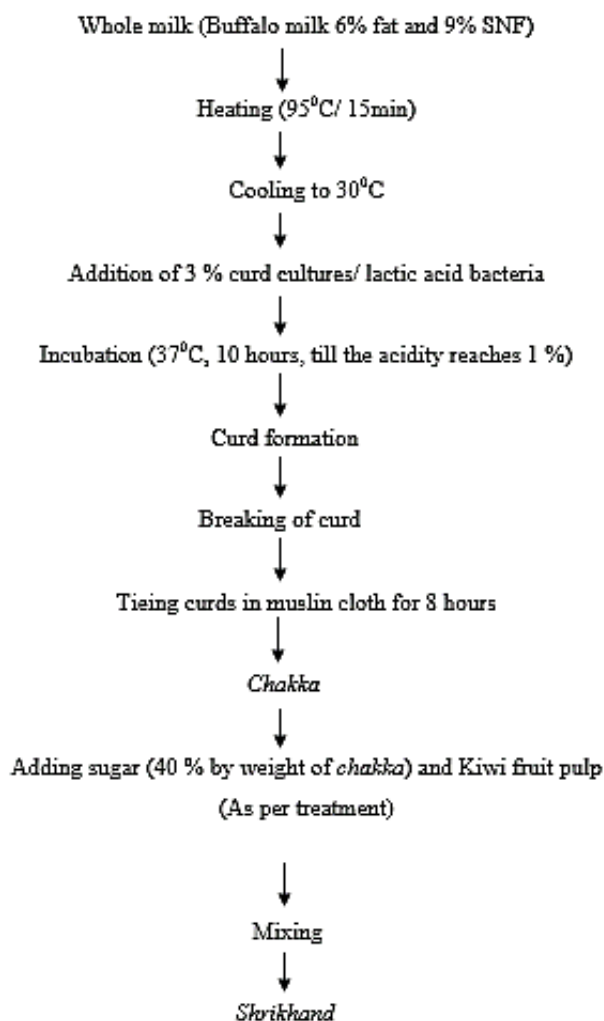 Whole milk (Buffalo milk 6% fat and 9% SNF)
Heating (95⁰C/ 15min)
Cooling to 30⁰C
Addition of 3 % curd cultures/ lactic acid bacteria
Incubation (37⁰C, 10 hours, till the acidity reaches 1 %)
Curd formation
Breaking of curd
Tieing curds in muslin cloth for 8 hours
Chakka
Adding sugar (40 % by weight of chakka) and Kiwi fruit pulp
(As per treatment)
Mixing
Shrikhand